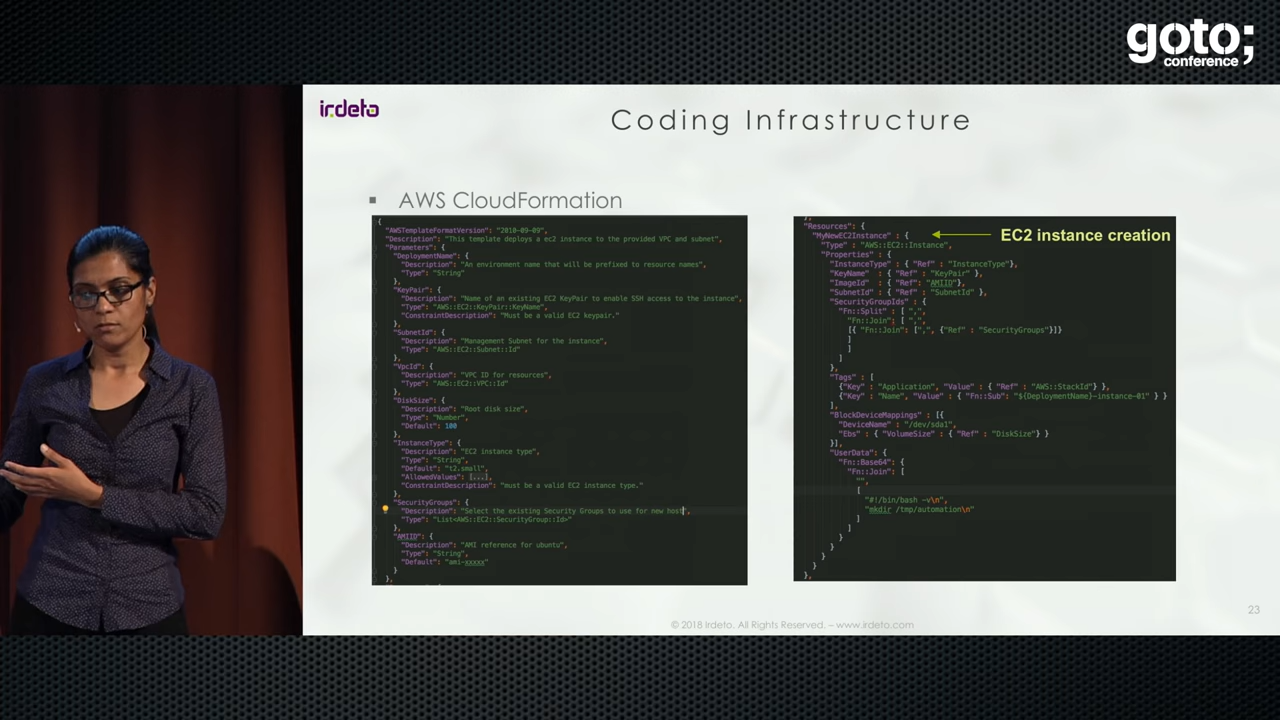 goto;
conference
irdeto
Coding Infrastructure
AWS CloudFormation
{
"AWSTemplateFormatVersion": "2010-09-09",
"Description": "This template deploys a ec2 instance to the provided VPC and subnet",
"Parameters": {
"DeploymentName": {
"Description": "An environment name that will be prefixed to resource names",
"Type": "String"
},
"KeyPair": {
"Description": "Name of an existing EC2 KeyPair to enable SSH access to the instance",
"Type": "AWS::EC2::KeyPair::KeyName",
"ConstraintDescription": "Must be a valid EC2 keypair."
},
"SubnetId": {
"Description": "Management Subnet for the instance",
"Type": "AWS::EC2::Subnet::Id"
},
"VpcId": {
"Description": "VPC ID for resources",
"Type": "AWS::EC2::VPC::Id"
},
"DiskSize": {
"Description": "Root disk size",
"Type": "Number",
"Default": 100
},
"InstanceType": {
"Description": "EC2 instance type",
"Type": "String",
"Default": "t2.small",
"AllowedValues": [...],
"ConstraintDescription": "must be a valid EC2 instance type."
},
"SecurityGroups": {
"Description": "Select the existing Security Groups to use for new host",
"Type": "List<AWS::EC2::SecurityGroup::Id>"
},
"AMIID": {
"Description": "AMI reference for ubuntu",
"Type": "String",
"Default": "ami-xxxxx"
}
},
},
"Resources": {
"MyNewEC2Instance" : {
EC2 instance creation
"Type" : "AWS::EC2::Instance",
"Properties" : {
"InstanceType" : { "Ref" : "InstanceType"},
"KeyName" : { "Ref" : "KeyPair" },
"ImageId" : { "Ref" : "AMIID"},
"SubnetId" : { "Ref" : "SubnetId" },
"SecurityGroupIds" : {
"Fn::Split" : [ ",",
"Fn::Join": [ ",",
[{ "Fn::Join": [",", {"Ref" : "SecurityGroups"}]}
]
]
]
},
"Tags" : [
{"Key" : "Application", "Value" : { "Ref" : "AWS::StackId"} },
{"Key" : "Name", "Value" : { "Fn::Sub": "${DeploymentName}-instance-01" } }
],
"BlockDeviceMappings" : [{
"DeviceName" : "/dev/sda1",
"Ebs" : { "VolumeSize" : { "Ref" : "DiskSize"} }
}],
"UserData" : {
"Fn::Base64": {
"Fn::Join": [
"",
[
"#!/bin/bash -v\n",
"mkdir /tmp/automation\n"
]
]
}
}
}
}
},
23
© 2018 Irdeto. All Rights Reserved. – www.irdeto.com